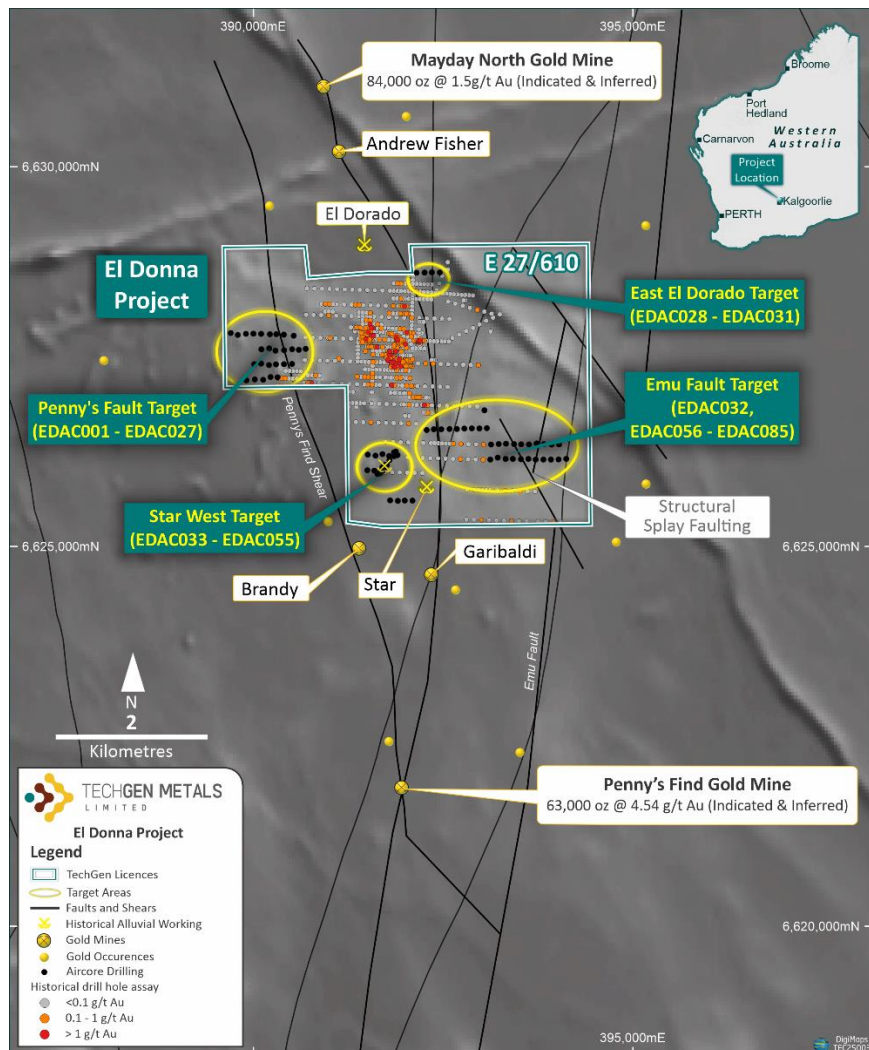 390,000mE
395,000mE
Mayday North Gold Mine
84,000 oz @ 1.5g/t Au (Indicated & Inferred)
Broome
Port
Hedland
Carnarvon
Western
Australia
Project
Location
Kalgoorlie
PERTH
Andrew Fisher
6,630,000mN
6,630,000mN
El Dorado
El Donna
Project
E 27/610
East El Dorado Target
(EDAC028 - EDAC031)
Penny's Fault Target
(EDAC001 - EDAC027)
Emu Fault Target
(EDAC032,
EDAC056 - EDAC085)
Pennys Find Shear
Star West Target
(EDAC033 - EDAC055)
Structural
Splay Faulting
6,625,000mN
6,625,000mN
Brandy
Star
Garibaldi
Emu Fault
N
2
Kilometres
TECHGEN METALS
LIMITED
El Donna Project
Legend
TechGen Licences
Target Areas
Faults and Shears
Historical Alluvial Working
Gold Mines
Gold Occurences
Aircore Drilling
Historical drill hole assay
<0.1 g/t Au
0.1 - 1 g/t Au
> 1 g/t Au
Penny's Find Gold Mine
63,000 oz @ 4.54 g/t Au (Indicated & Inferred)
6,620,000mN
395,000mE
DigiMaps